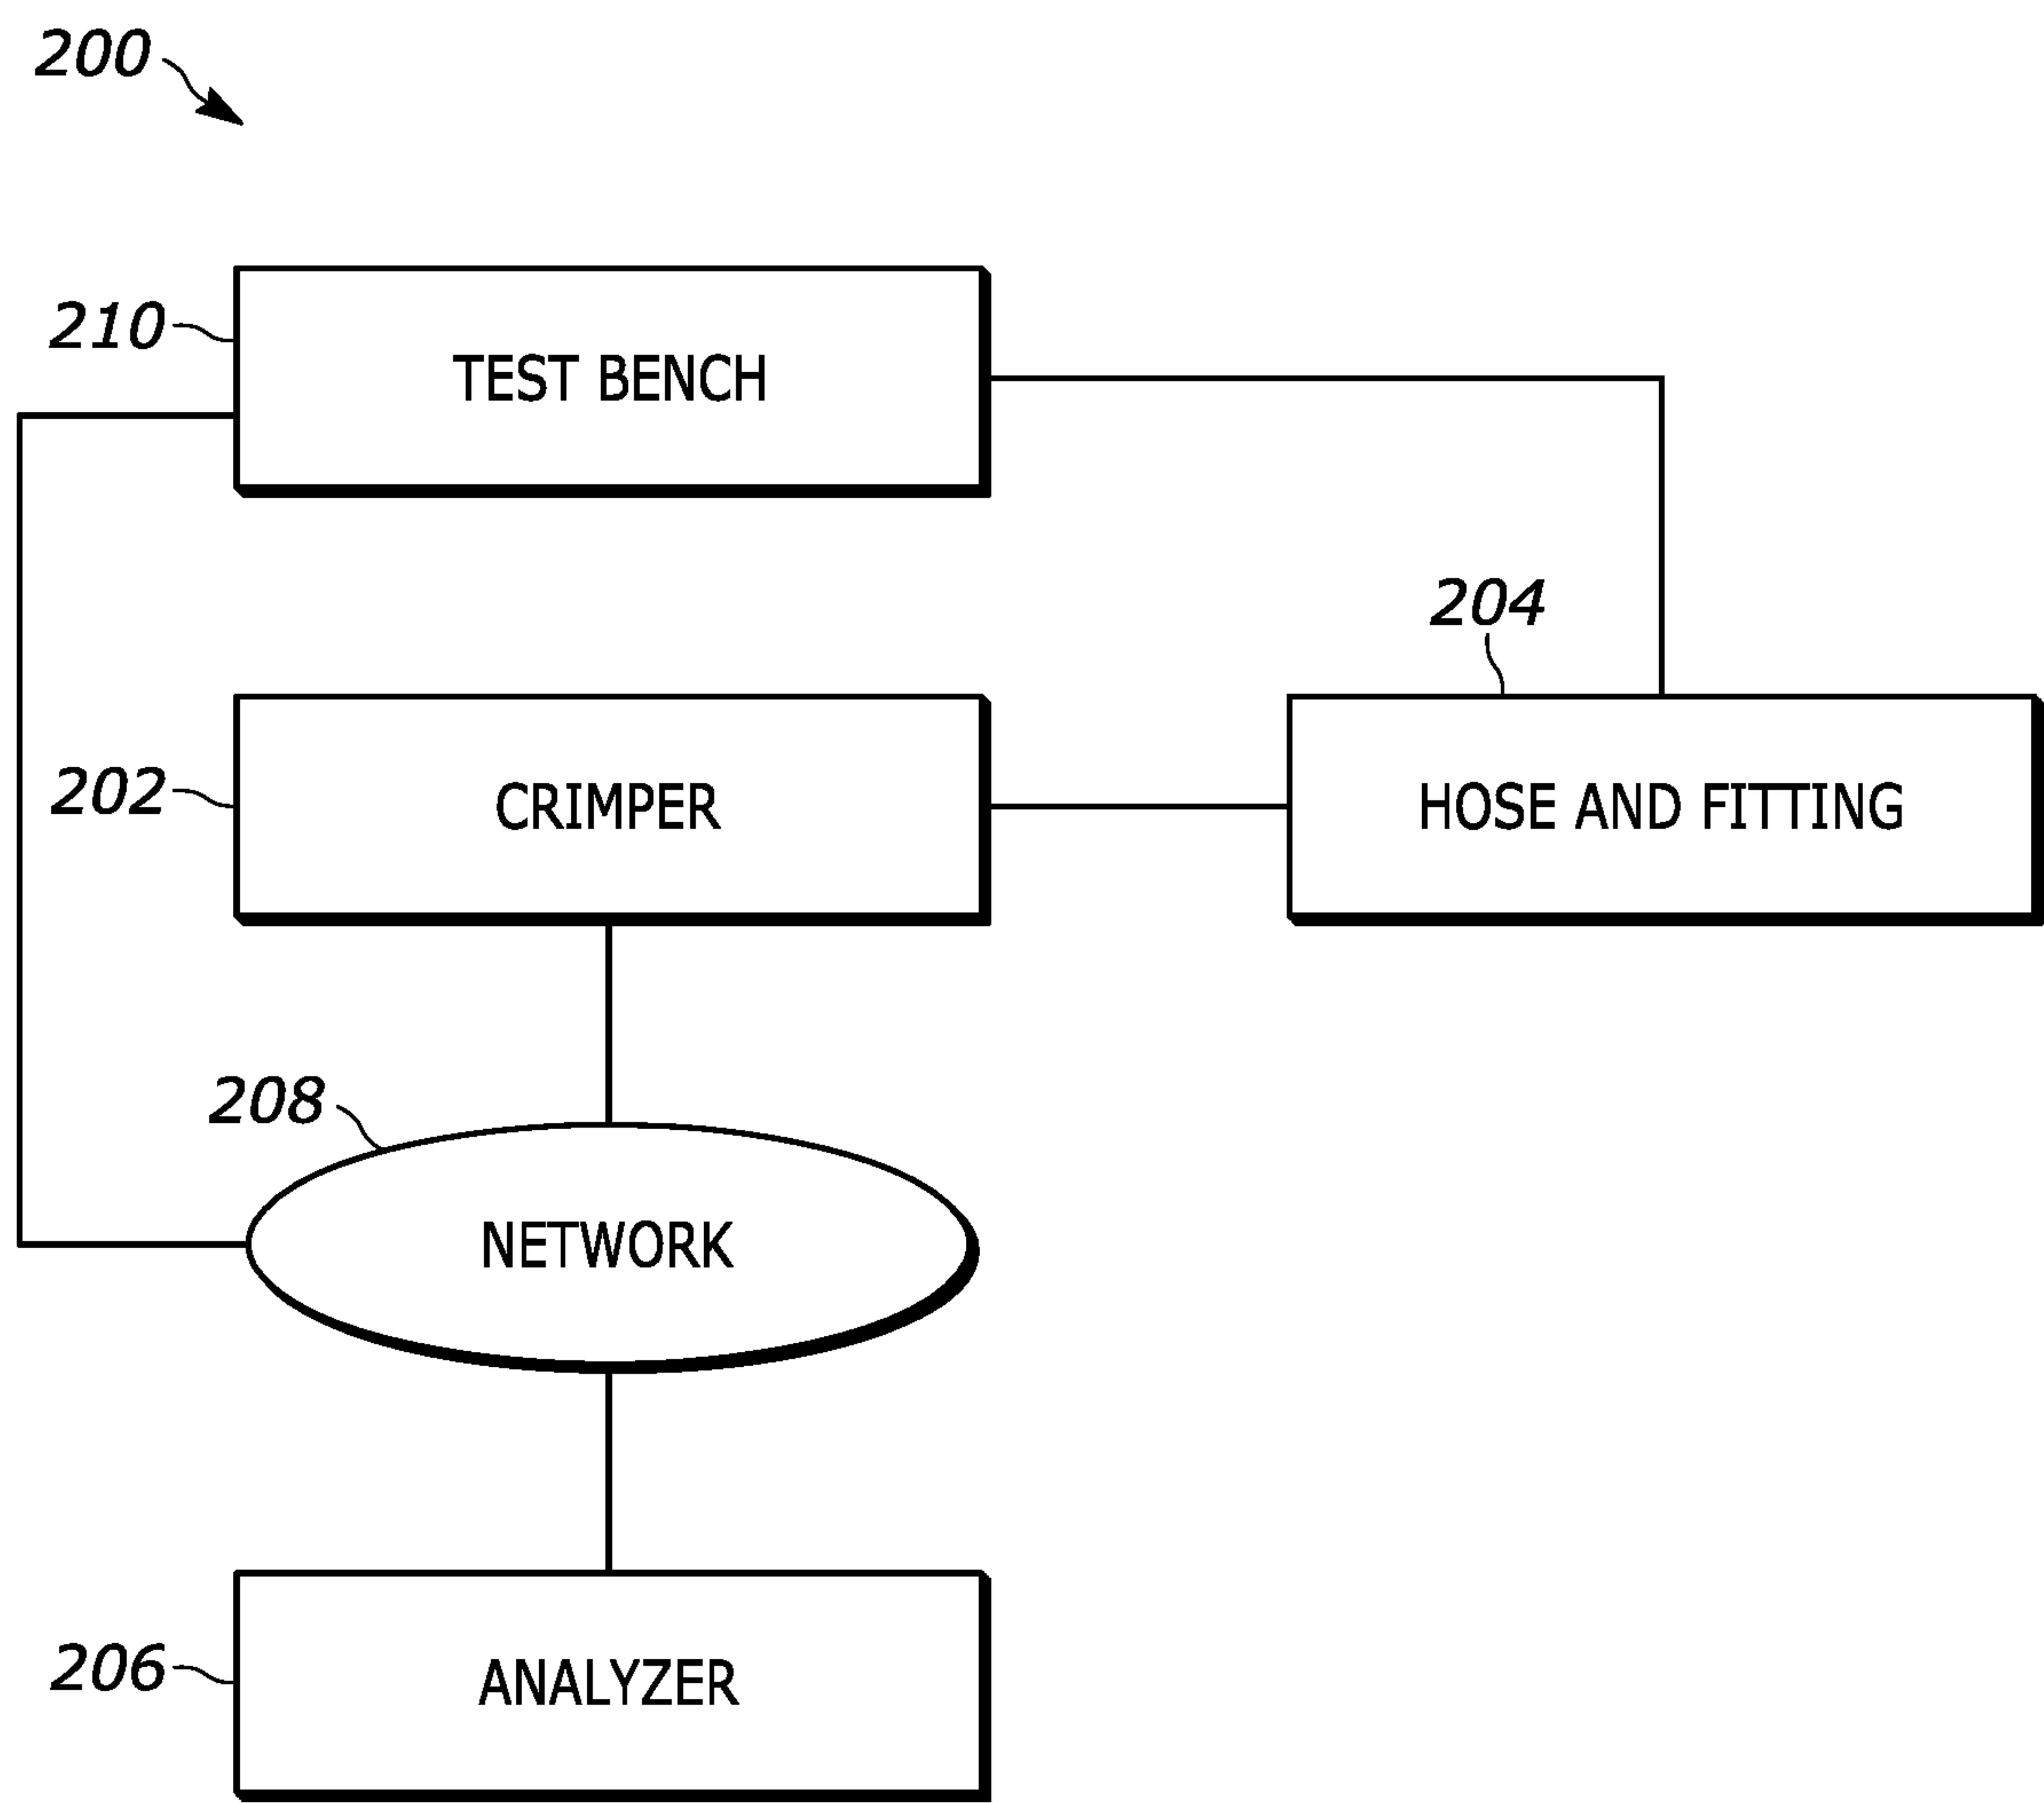 200
210
TEST BENCH
204
202
CRIMPER
HOSE AND FITTING
208
NETWORK
206
ANALYZER